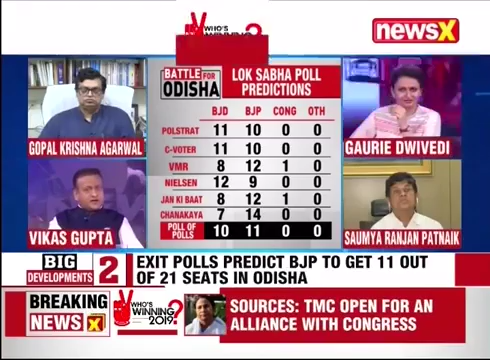 WHO'S
WINNING
newsX
BATTLE FOR
ODISHA
LOK SABHA POLL
PREDICTIONS
BJD BJP CONG OTH
POLSTRAT 11 10 0 0
C-VOTER 11 10 0 0
VMR 8 12 1 0
NIELSEN 12 9 0 0
JAN KI BAAT 8 12 1 0
CHANAKAYA 7 14 0 0
POLL OF
POLLS 10 11 0 0
GOPAL KRISHNA AGARWAL
GAURIE DWIVEDI
VIKAS GUPTA
SAUMYA RANJAN PATNAIK
BIG
DEVELOPMENTS 2
EXIT POLLS PREDICT BJP TO GET 11 OUT
OF 21 SEATS IN ODISHA
BREAKING
NEWS X
WHO'S
WINNING
2019?
SOURCES: TMC OPEN FOR AN
ALLIANCE WITH CONGRESS